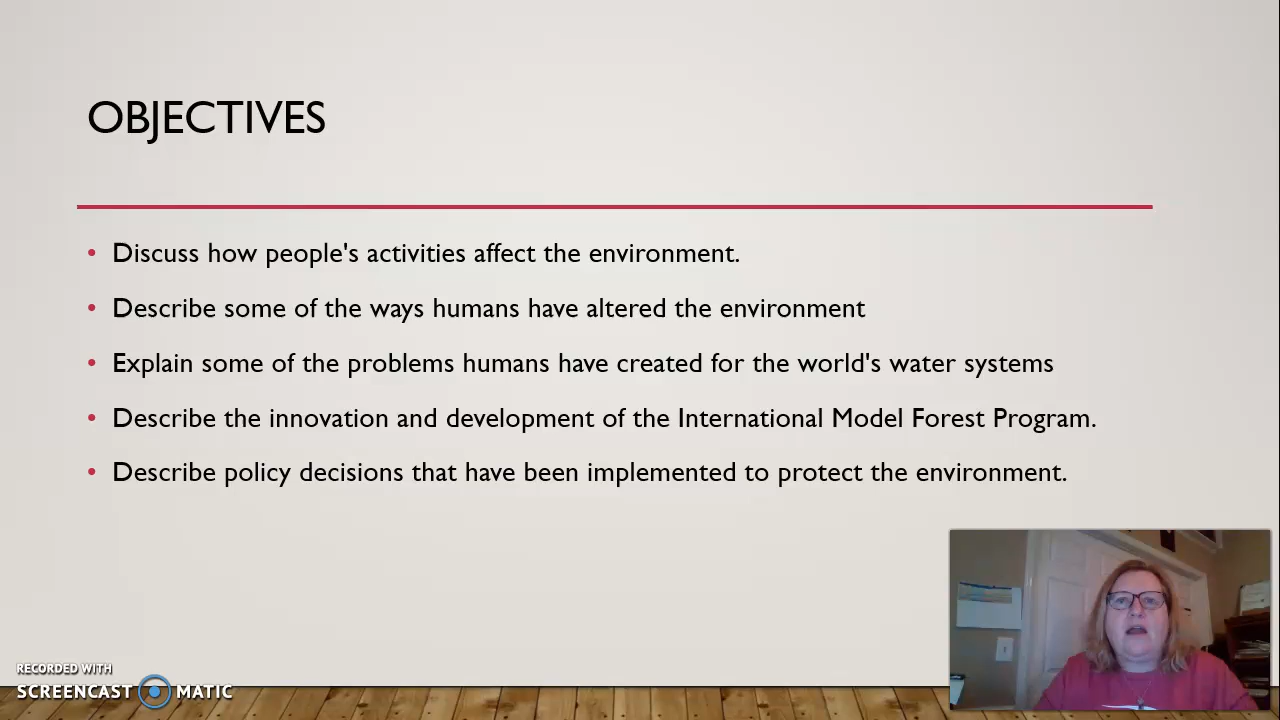 OBJECTIVES
• Discuss how people's activities affect the environment.
• Describe some of the ways humans have altered the environment
• Explain some of the problems humans have created for the world's water systems
• Describe the innovation and development of the International Model Forest Program.
• Describe policy decisions that have been implemented to protect the environment.
RECORDED WITH
SCREENCAST MATIC